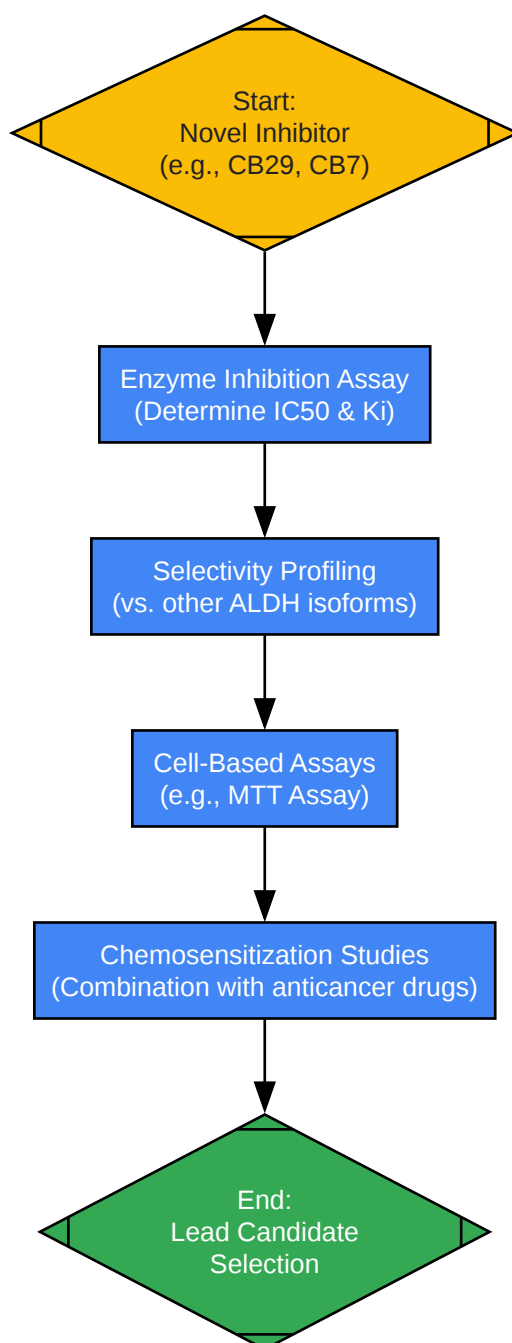 Start:
Novel Inhibitor
(e.g., CB29, CB7)
Enzyme Inhibition Assay
(Determine IC50 & Ki)
Selectivity Profiling
(vs. other ALDH isoforms)
Cell-Based Assays
(e.g., MTT Assay)
Chemosensitization Studies
(Combination with anticancer drugs)
End:
Lead Candidate
Selection